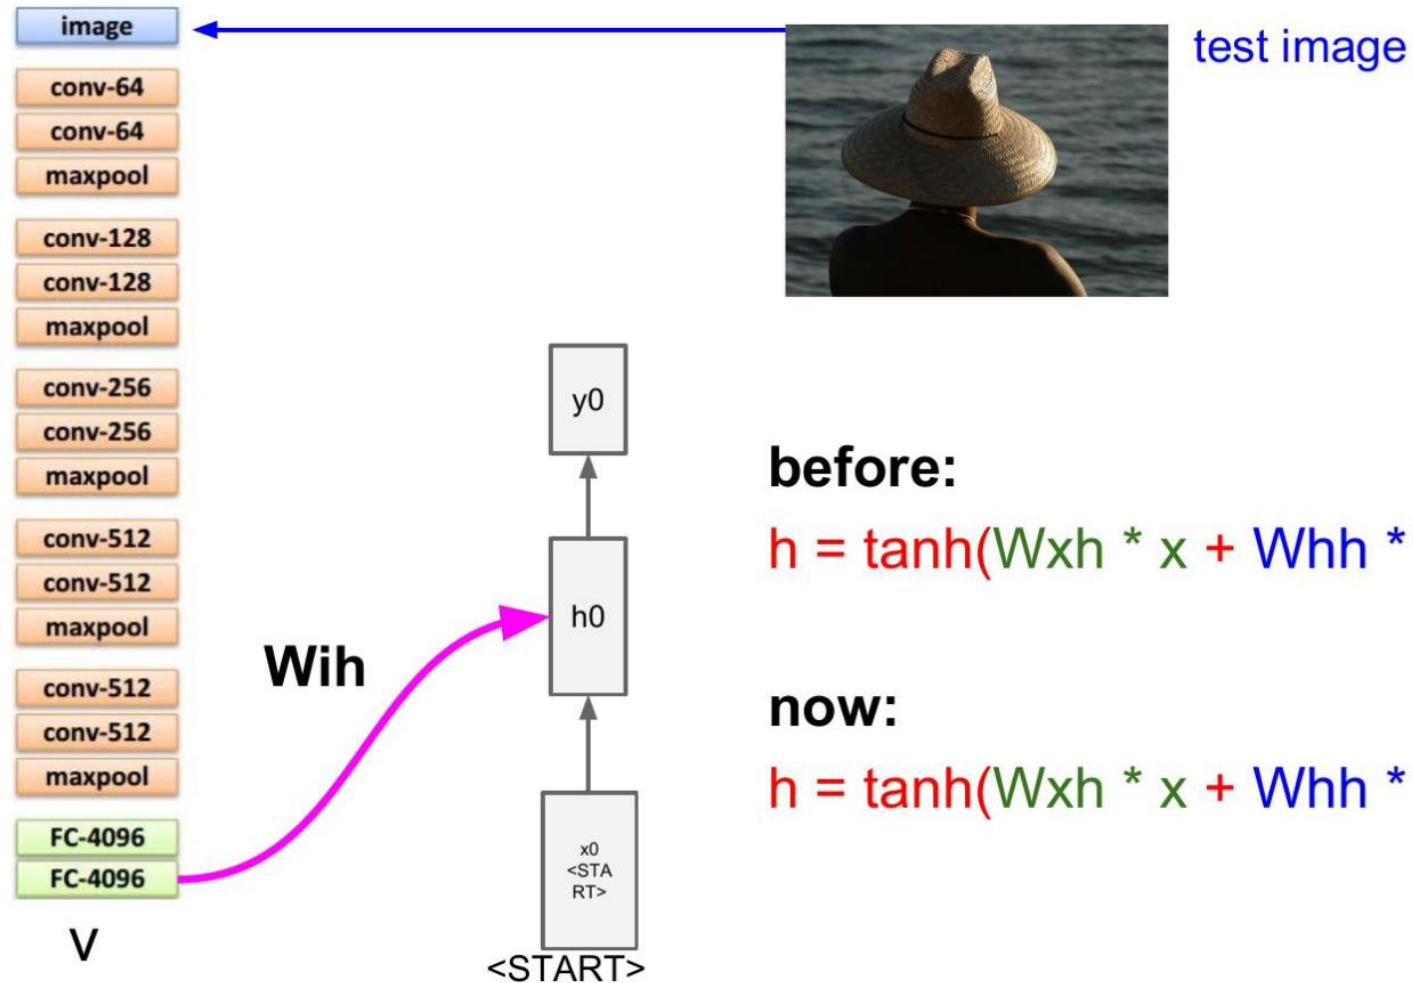 image
conv-64
conv-64
maxpool
conv-128
conv-128
maxpool
conv-256
conv-256
maxpool
conv-512
conv-512
maxpool
conv-512
conv-512
maxpool
FC-4096
FC-4096
v
Wih
y0
h0
x0
<STA
RT>
<START>
test image
before:
h = tanh(Wxh * x + Whh *
now:
h = tanh(Wxh * x + Whh *